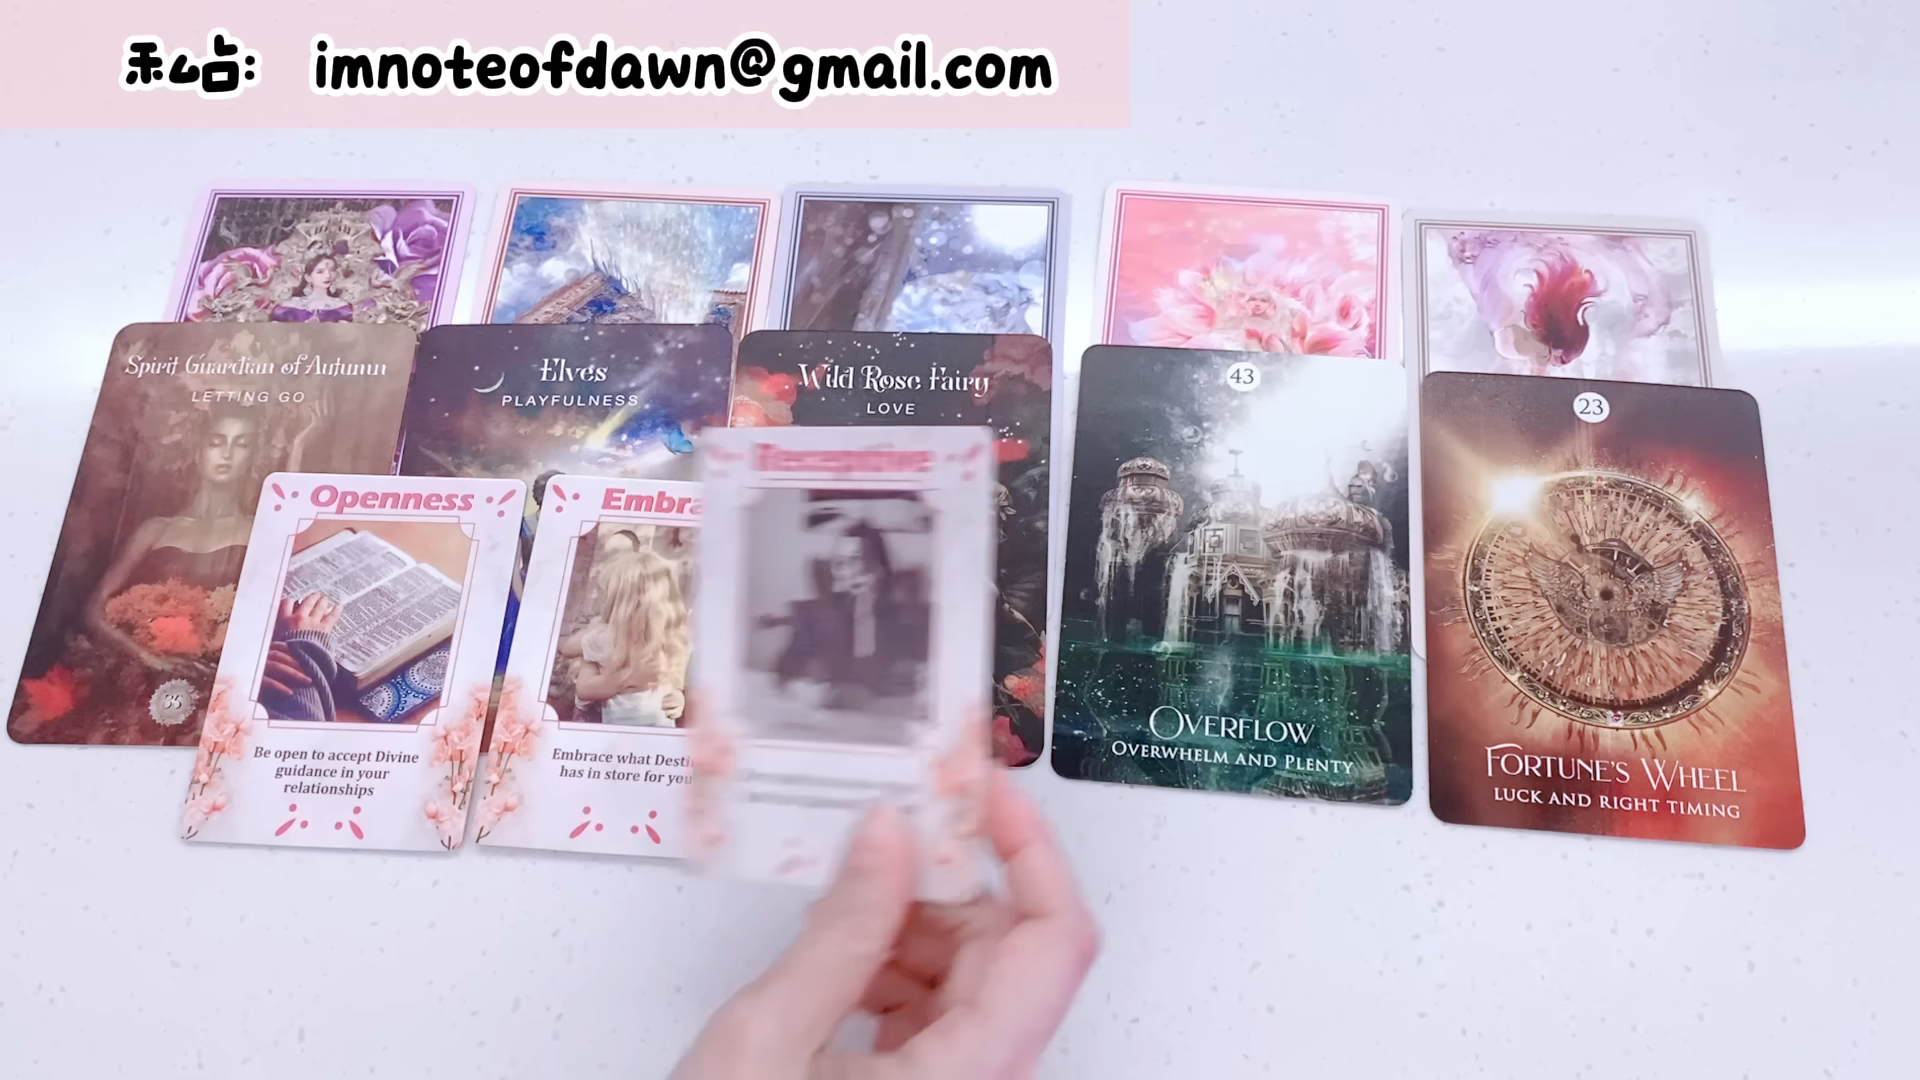 私占: imnoteofdawn@gmail.com
Spirit Guardian of Autumn
LETTING GO
Elves
PLAYFULNESS
Wild Rose Fairy
LOVE
43
23
Openness
Embra
Receptive
OVERFLOW
OVERWHELM AND PLENTY
FORTUNE'S WHEEL
LUCK AND RIGHT TIMING
Be open to accept Divine
guidance in your
relationships
Embrace what Desti
has in store for you